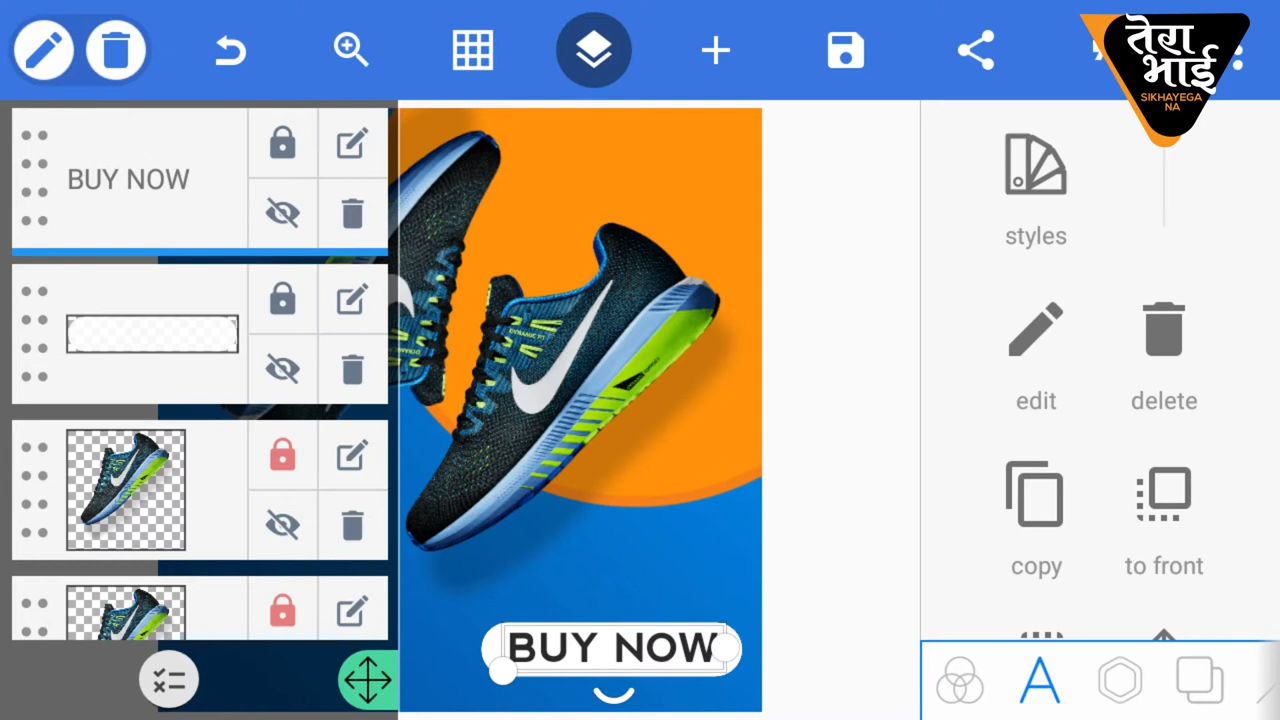 तेरा
भाई
SIKHAYEGA
NA
BUY NOW
styles
edit
delete
copy
to front
BUY NOW